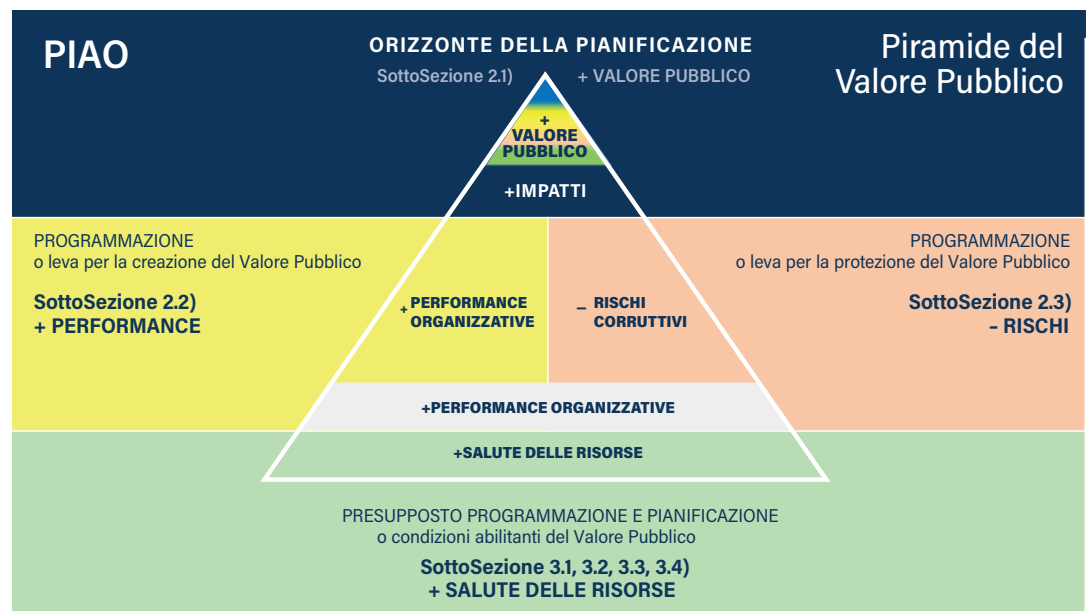 PIAO
ORIZZONTE DELLA PIANIFICAZIONE
SottoSezione 2.1) + VALORE PUBBLICO
Piramide del
Valore Pubblico
+
VALORE
PUBBLICO
+IMPATTI
PROGRAMMAZIONE
o leva per la creazione del Valore Pubblico
SottoSezione 2.2)
+ PERFORMANCE
+ PERFORMANCE
ORGANIZZATIVE
– RISCHI
CORRUTTIVI
PROGRAMMAZIONE
o leva per la protezione del Valore Pubblico
SottoSezione 2.3)
– RISCHI
+PERFORMANCE ORGANIZZATIVE
+SALUTE DELLE RISORSE
PRESUPPOSTO PROGRAMMAZIONE E PIANIFICAZIONE
o condizioni abilitanti del Valore Pubblico
SottoSezione 3.1, 3.2, 3.3, 3.4)
+ SALUTE DELLE RISORSE